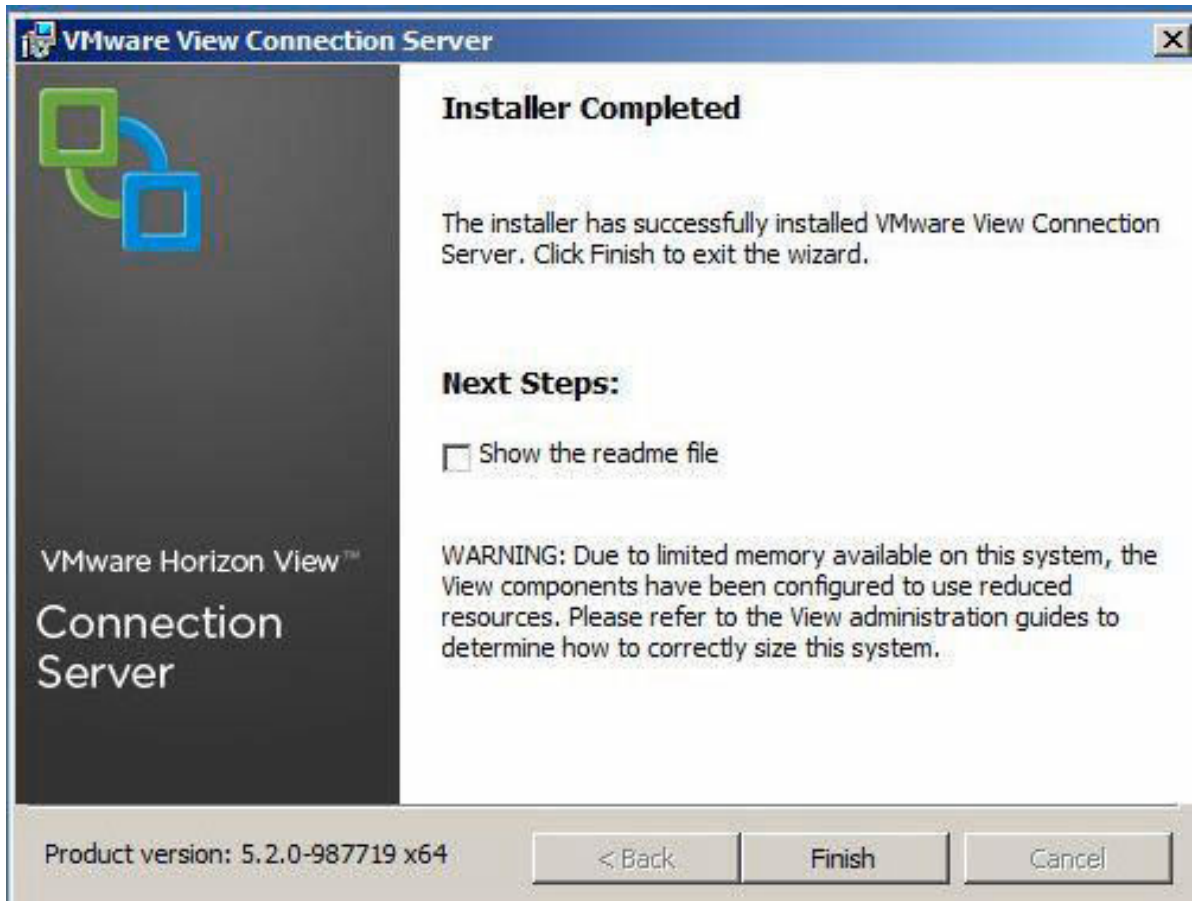 VMware View Connection Server
Installer Completed
The installer has successfully installed VMware View Connection
Server. Click Finish to exit the wizard.
Next Steps:
Show the readme file
VMware Horizon View™
Connection
Server
WARNING: Due to limited memory available on this system, the
View components have been configured to use reduced
resources. Please refer to the View administration guides to
determine how to correctly size this system.
Product version: 5.2.0-987719 x64
< Back
Finish
Cancel